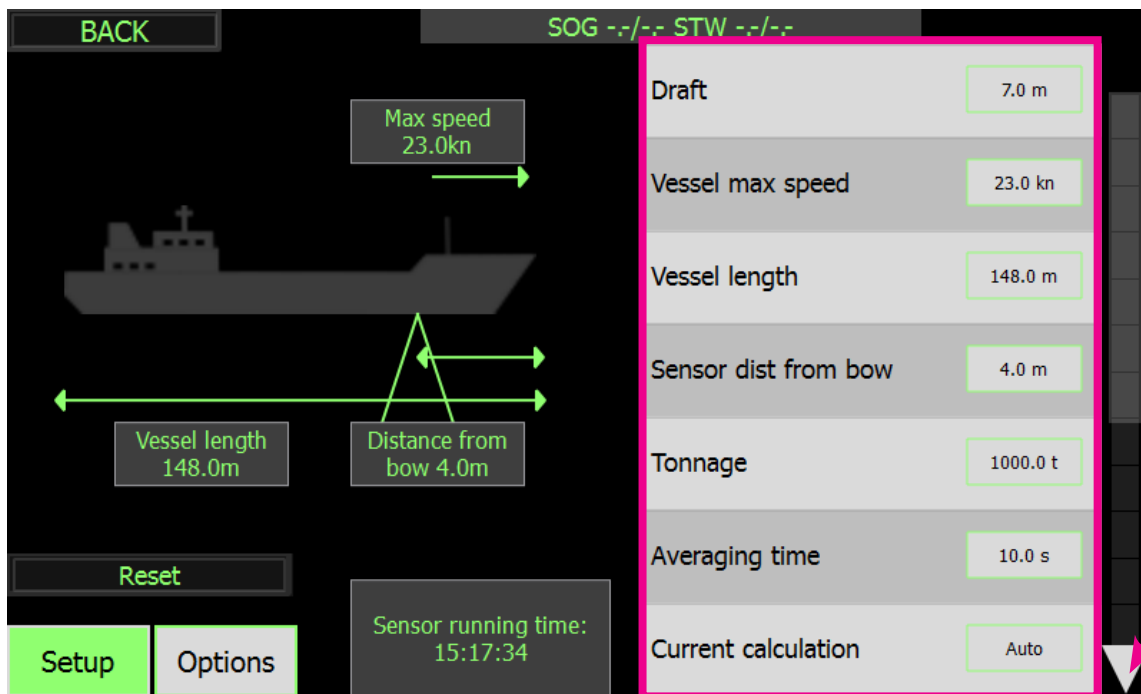 BACK
SOG -.-/-.- STW -.-/-.-
Max speed
23.0kn
Vessel length
148.0m
Distance from
bow 4.0m
Reset
Setup
Options
Sensor running time:
15:17:34
Draft
7.0 m
Vessel max speed
23.0 kn
Vessel length
148.0 m
Sensor dist from bow
4.0 m
Tonnage
1000.0 t
Averaging time
10.0 s
Current calculation
Auto